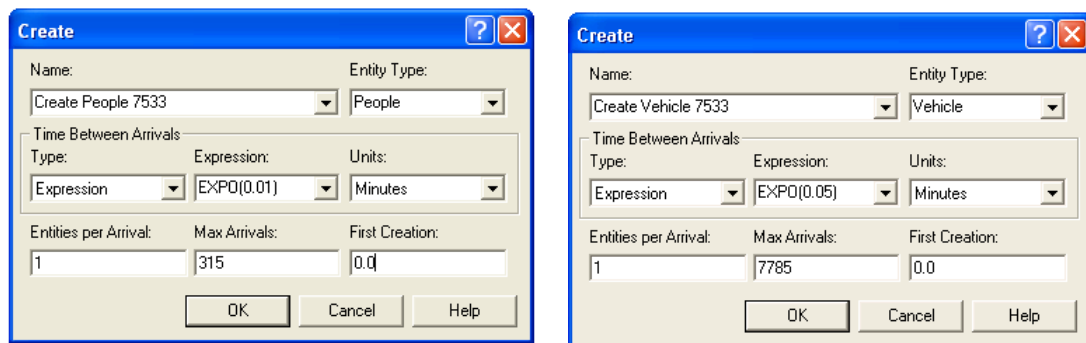 Create
Name:
Entity Type:
Create People 7533
People
Time Between Arrivals
Type:
Expression:
Units:
Expression
EXPO(0.01)
Minutes
Entities per Arrival:
Max Arrivals:
First Creation:
1
315
0.0
OK
Cancel
Help
Create
Name:
Entity Type:
Create Vehicle 7533
Vehicle
Time Between Arrivals
Type:
Expression:
Units:
Expression
EXPO(0.05)
Minutes
Entities per Arrival:
Max Arrivals:
First Creation:
1
7785
0.0
OK
Cancel
Help